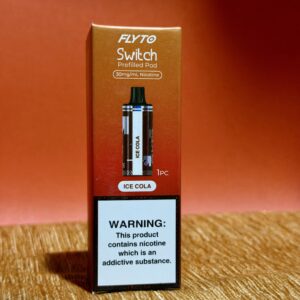 FLYTO
Switch
Prefilled Pod
30mg/mL Nicotine
ICE COLA
1PC
ICE COLA
WARNING:
This product
contains nicotine
which is an
addictive substance.